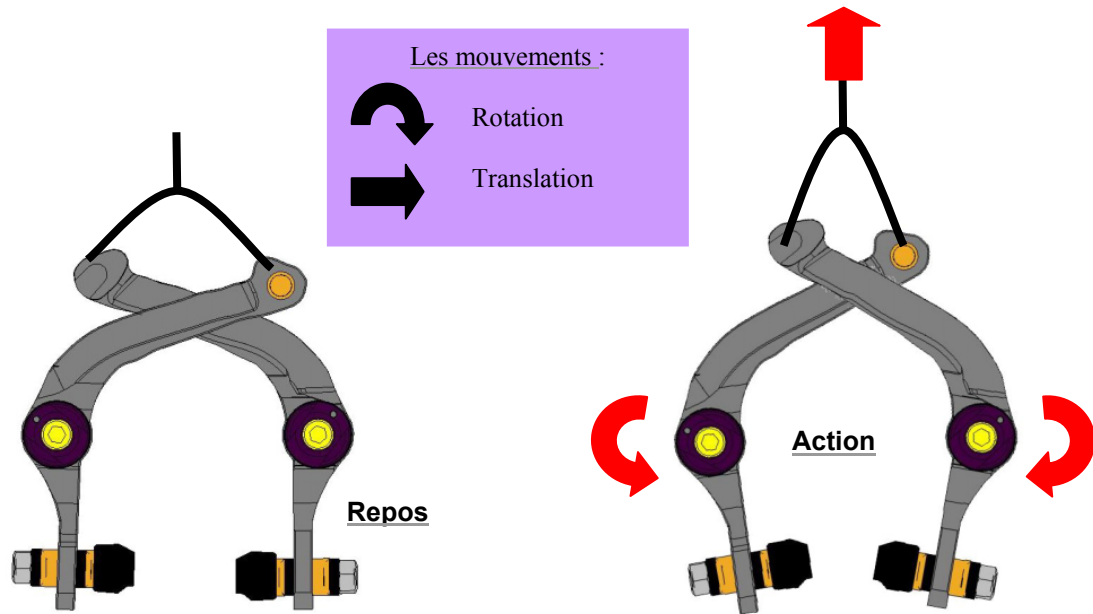 Les mouvements :
Rotation
Translation
Action
Repos